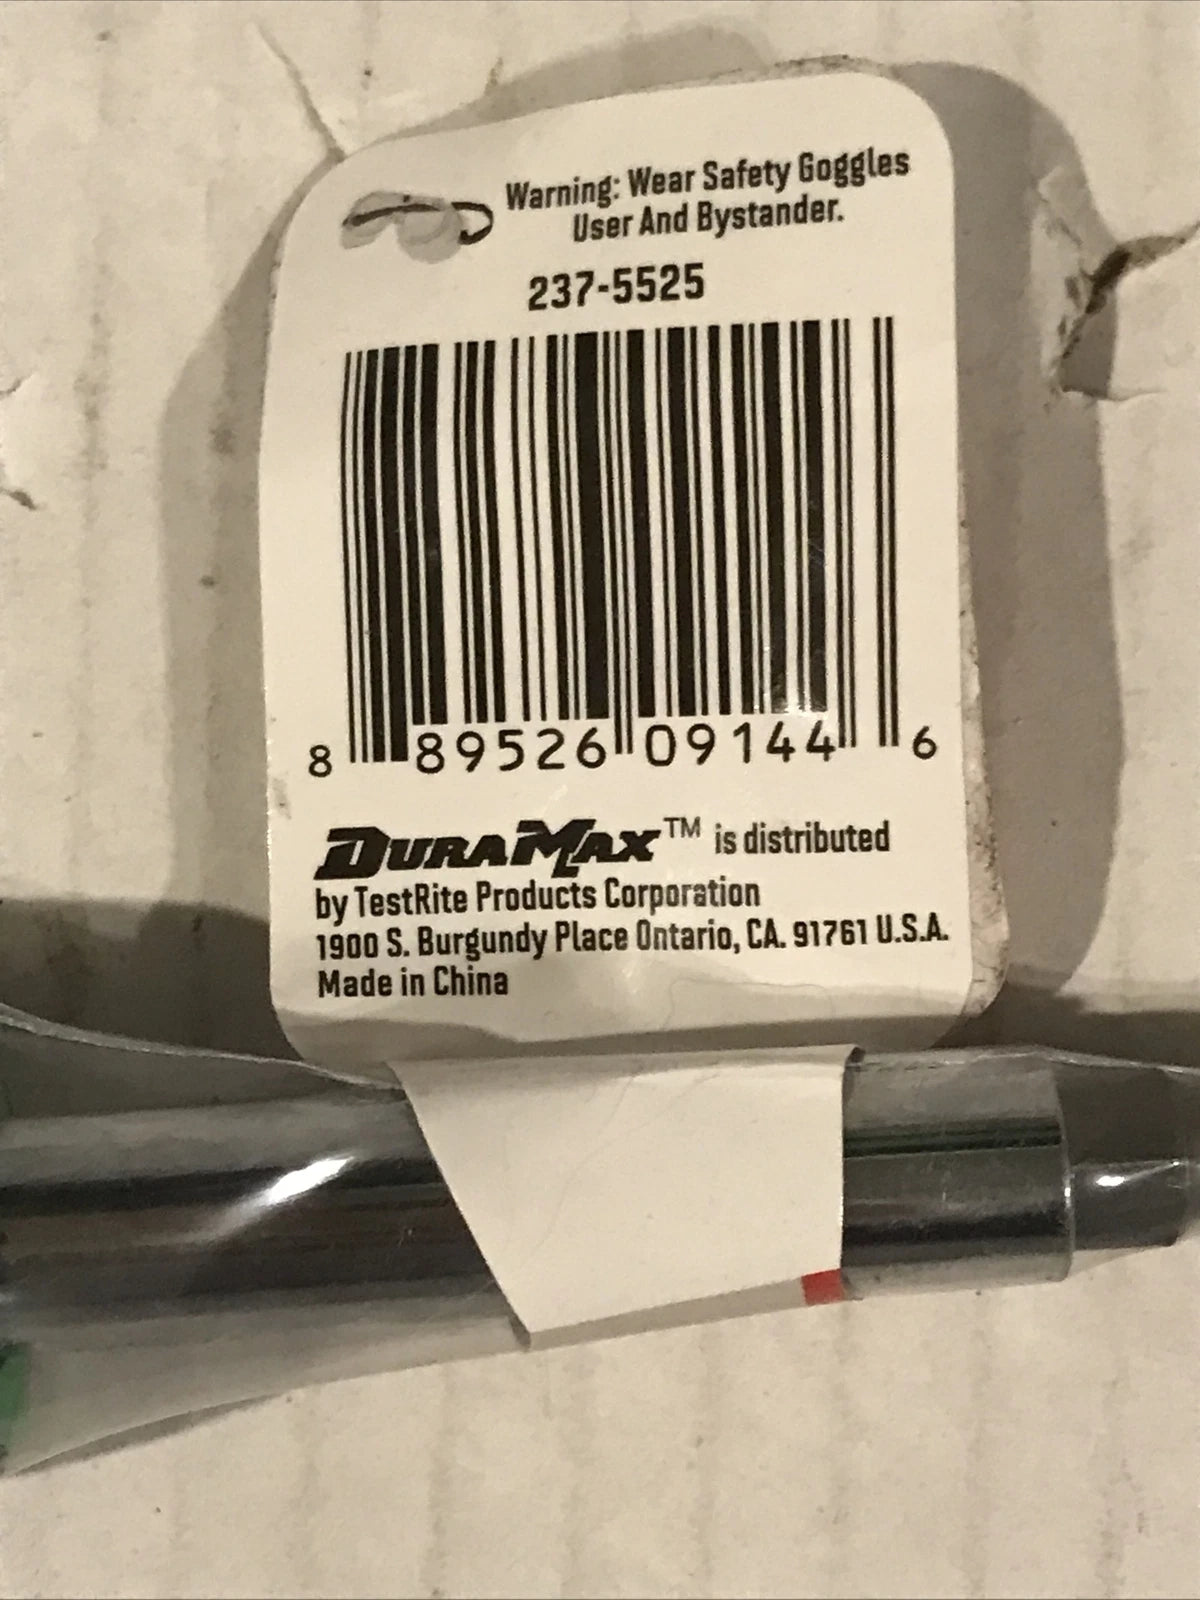 Warning: Wear Safety Goggles
User And Bystander.
237-5525
8 89526 09144 6
DURAMAX™ is distributed
by TestRite Products Corporation
1900 S. Burgundy Place Ontario, CA. 91761 U.S.A.
Made in China